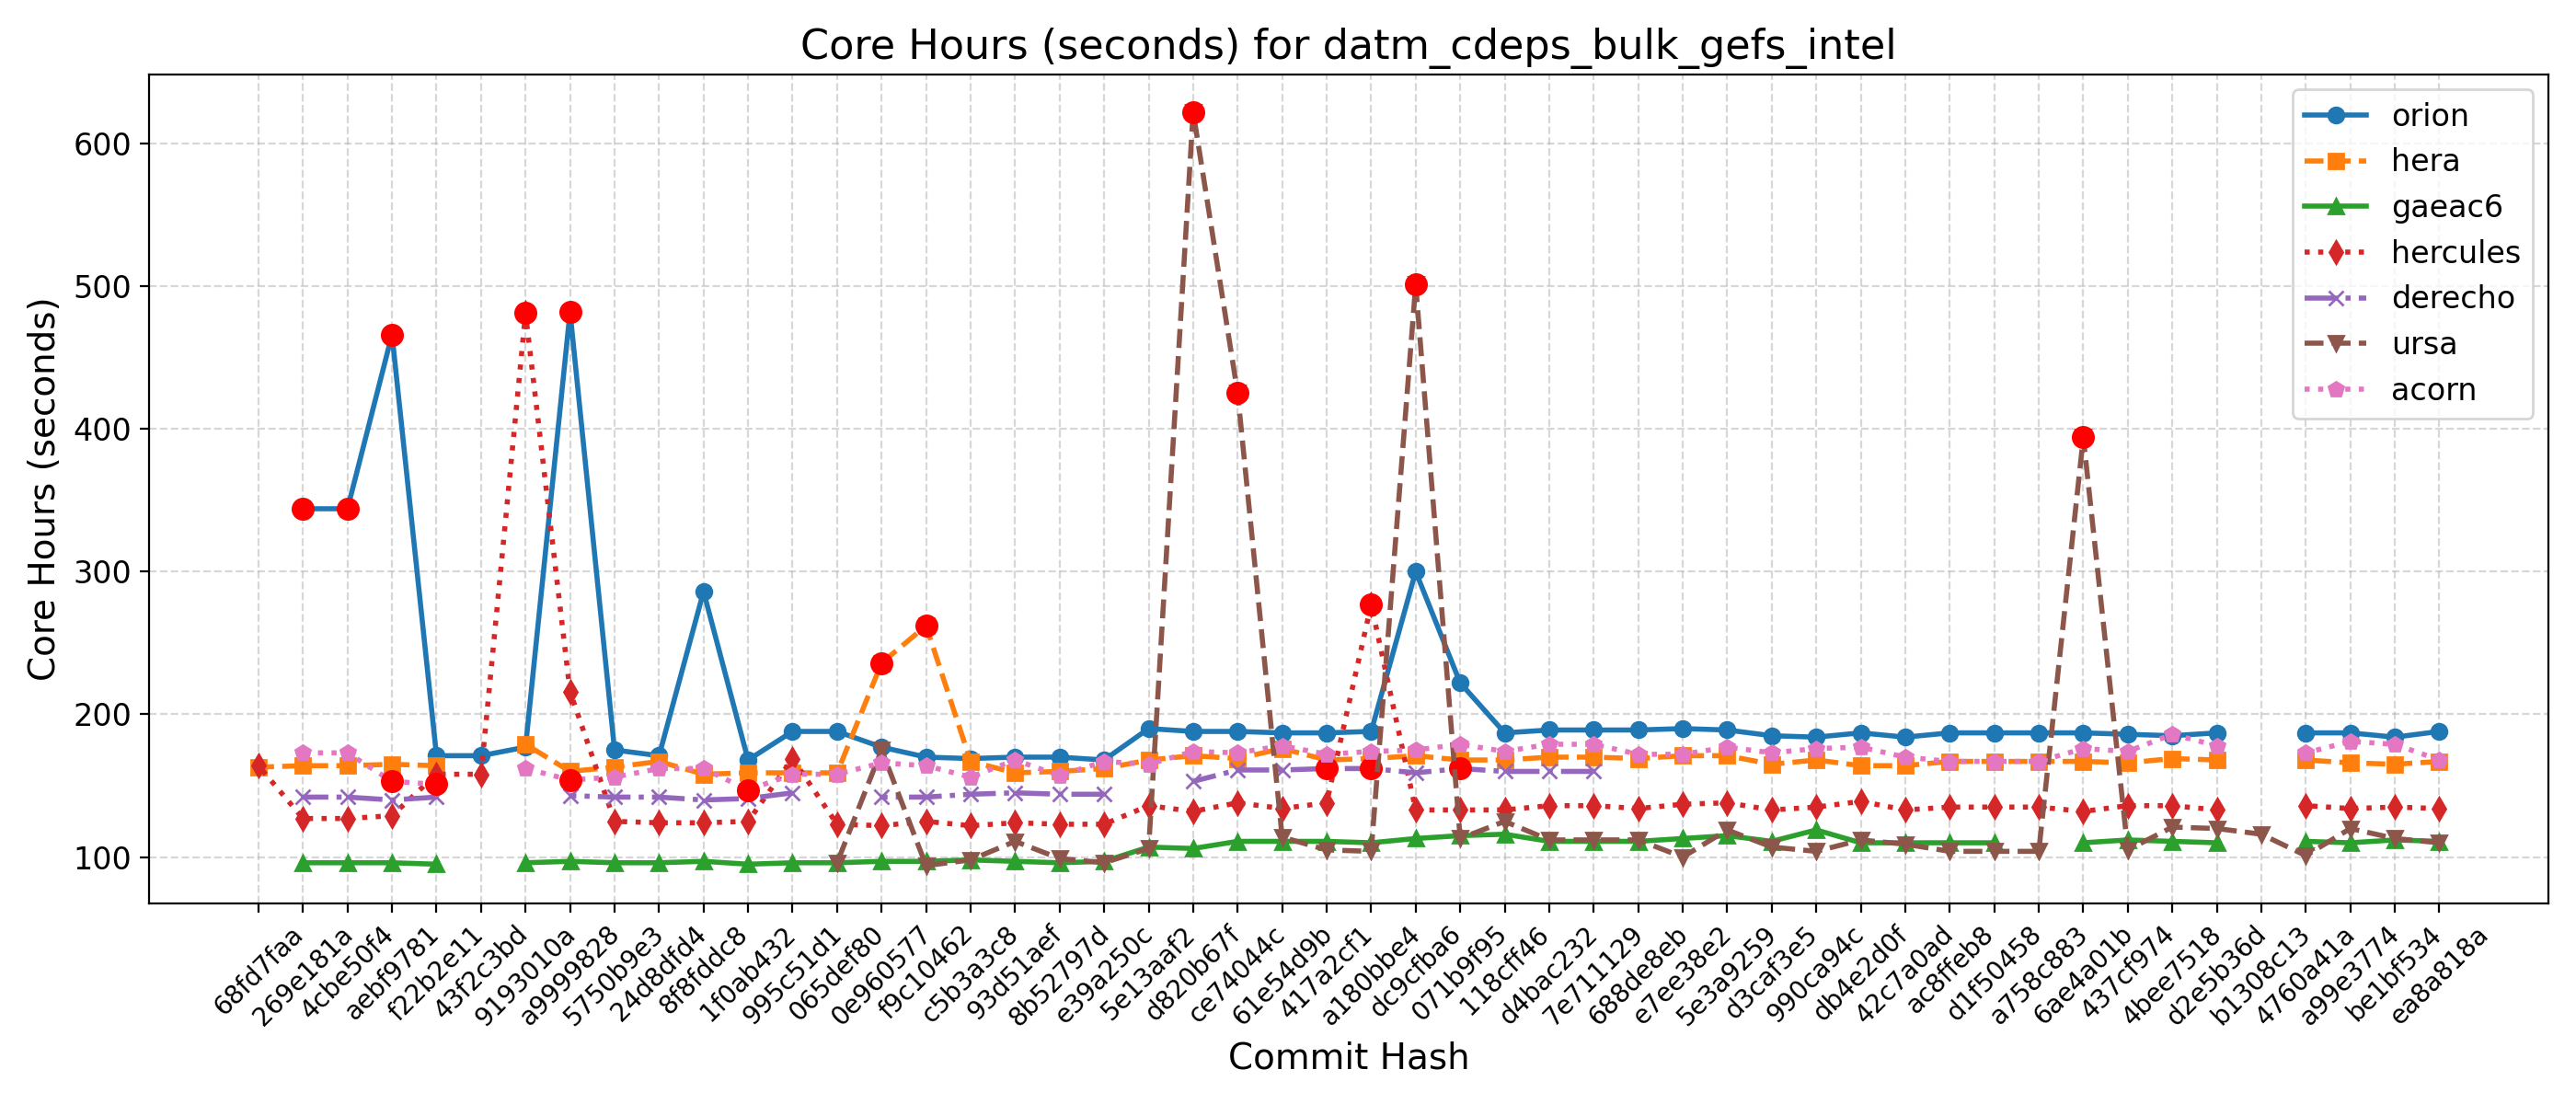 Core Hours (seconds) for datm_cdeps_bulk_gefs_intel
Core Hours (seconds)
600
500
400
300
200
100
orion
hera
gaeac6
hercules
derecho
ursa
acorn
68fd7faa
269e181a
4cbe50f4
aebf9781
f22b2e11
43f2c3bd
9193010a
a9999828
5750b9e3
24d8dfd4
8f8fddc8
1f0ab432
995c51d1
065def80
0e960577
f9c10462
c5b3a3c8
93d51aef
8b52797d
e39a250c
5e13aaf2
d820b67f
ce74044c
61e54d9b
417a2cf1
a180bbe4
dc9cfba6
071b9f95
118cff46
d4bac232
7e711129
688de8eb
e7ee38e2
5e3a9259
d3caf3e5
990ca94c
db4e2d0f
42c7a0ad
ac8ffeb8
d1f50458
a758c883
6ae4a01b
437cf974
4bee7518
d2e5b36d
b1308c13
4760a41a
a99e3774
be1bf534
ea8a818a
Commit Hash